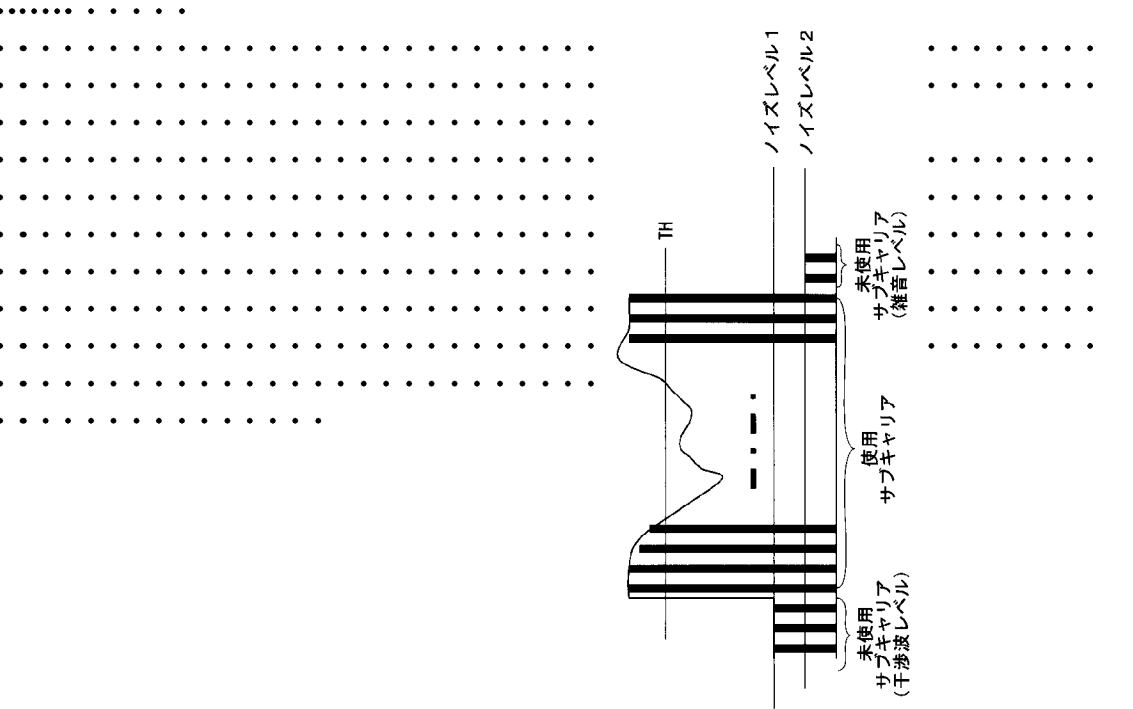 ノイズレベル1
ノイズレベル2
TH
未使用
サブキャリア
(干渉波レベル)
使用
サブキャリア
未使用
サブキャリア
(雑音レベル)